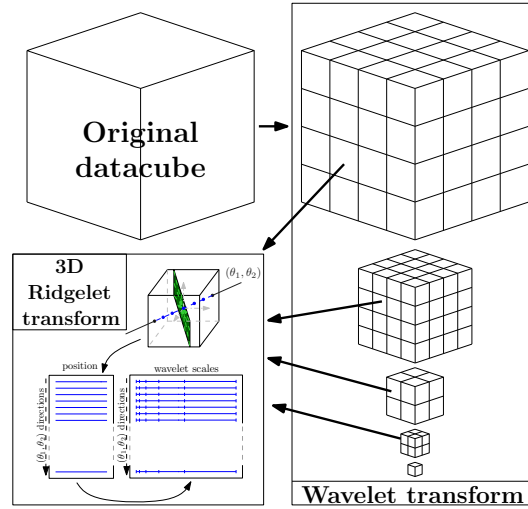 Original
datacube
3D
Ridgelet
transform
(θ₁, θ₂)
position
wavelet scales
(θ₁,θ₂) directions
(θ₁,θ₂) directions
Wavelet transform